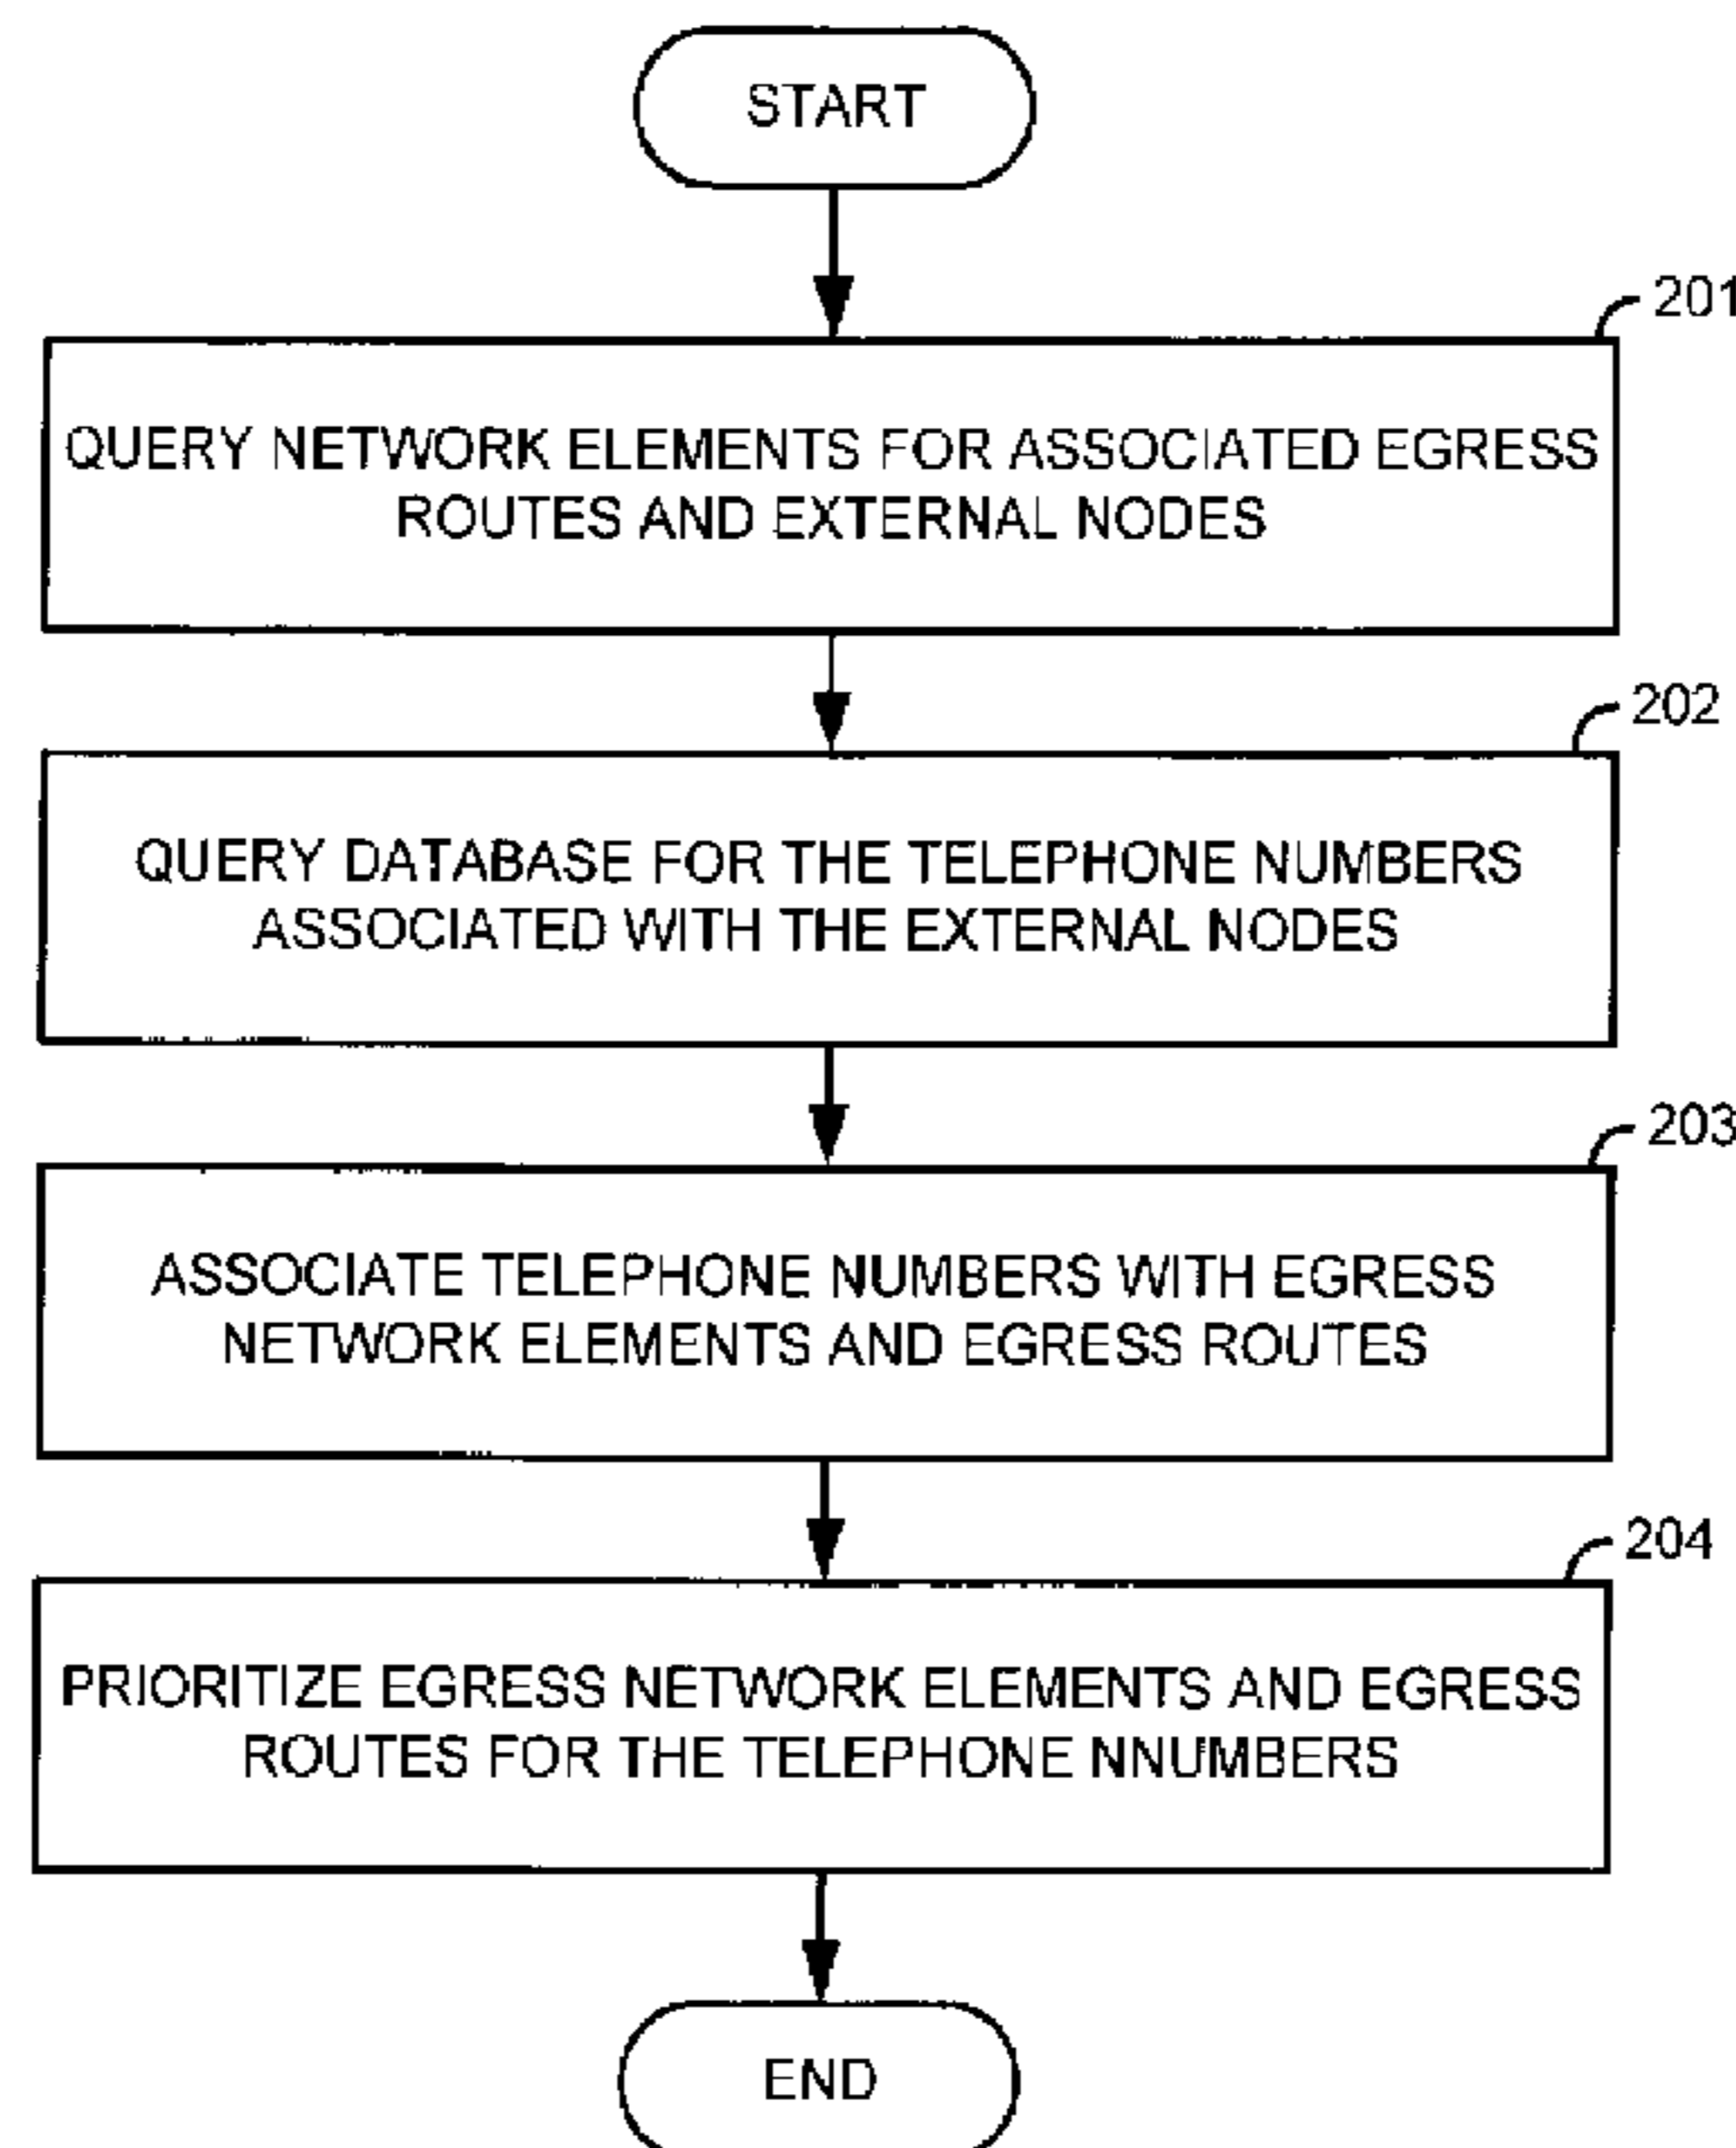 START
201
QUERY NETWORK ELEMENTS FOR ASSOCIATED EGRESS
ROUTES AND EXTERNAL NODES
202
QUERY DATABASE FOR THE TELEPHONE NUMBERS
ASSOCIATED WITH THE EXTERNAL NODES
203
ASSOCIATE TELEPHONE NUMBERS WITH EGRESS
NETWORK ELEMENTS AND EGRESS ROUTES
204
PRIORITIZE EGRESS NETWORK ELEMENTS AND EGRESS
ROUTES FOR THE TELEPHONE NNUMBERS
END